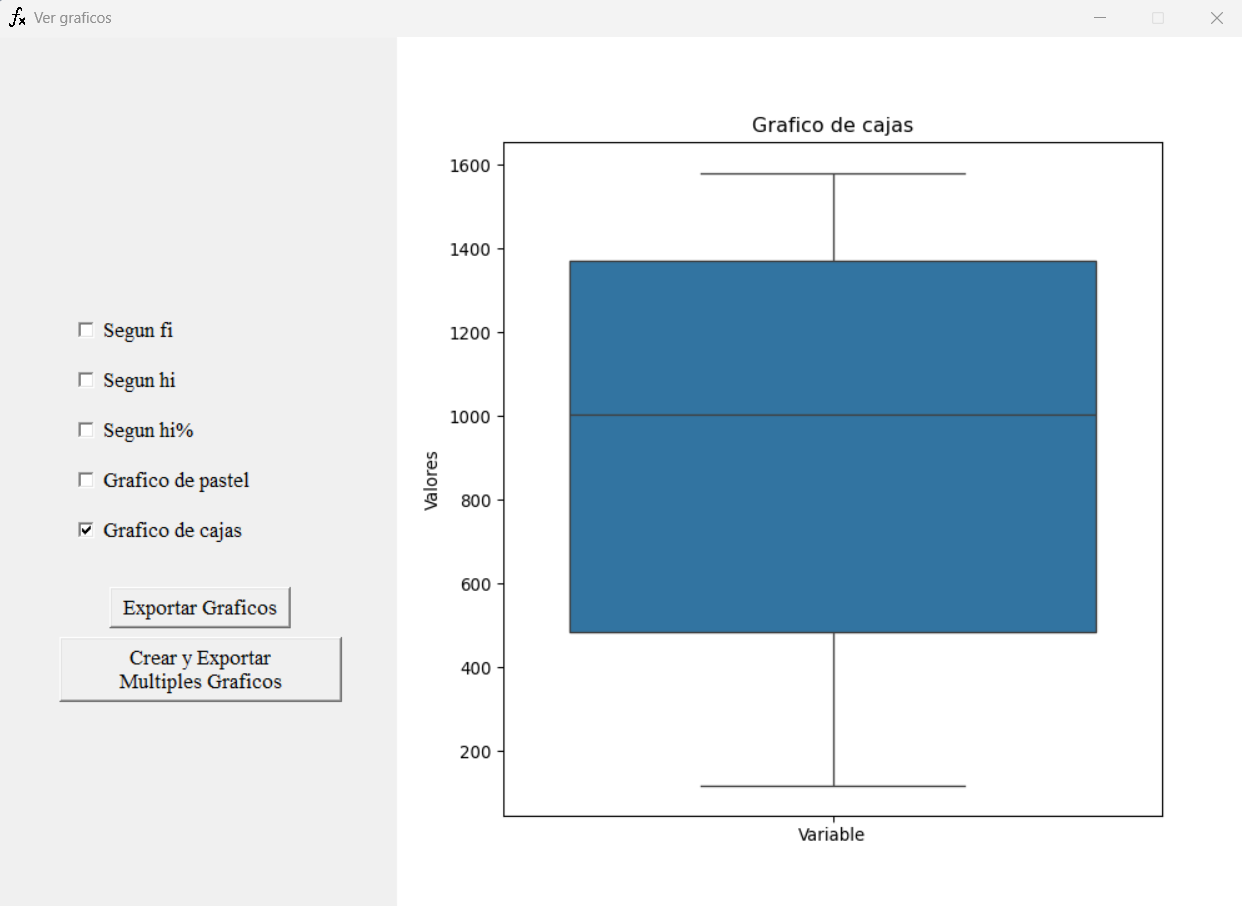 Ver graficos
Segun fi
Segun hi
Segun hi%
Grafico de pastel
Grafico de cajas
Exportar Graficos
Crear y Exportar
Multiples Graficos
Grafico de cajas
1600
1400
1200
1000
800
600
400
200
Valores
Variable